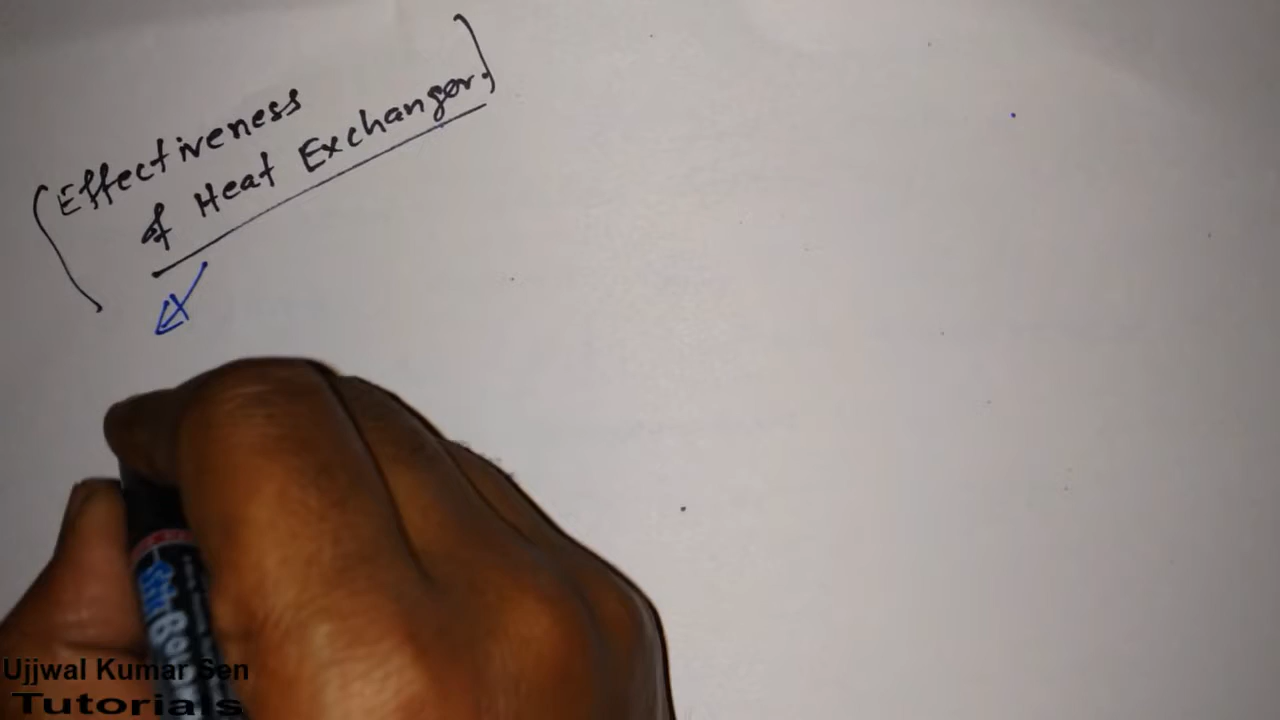 (Effectiveness
of Heat Exchanger.)
Ujjwal Kumar Sen
Tutorials